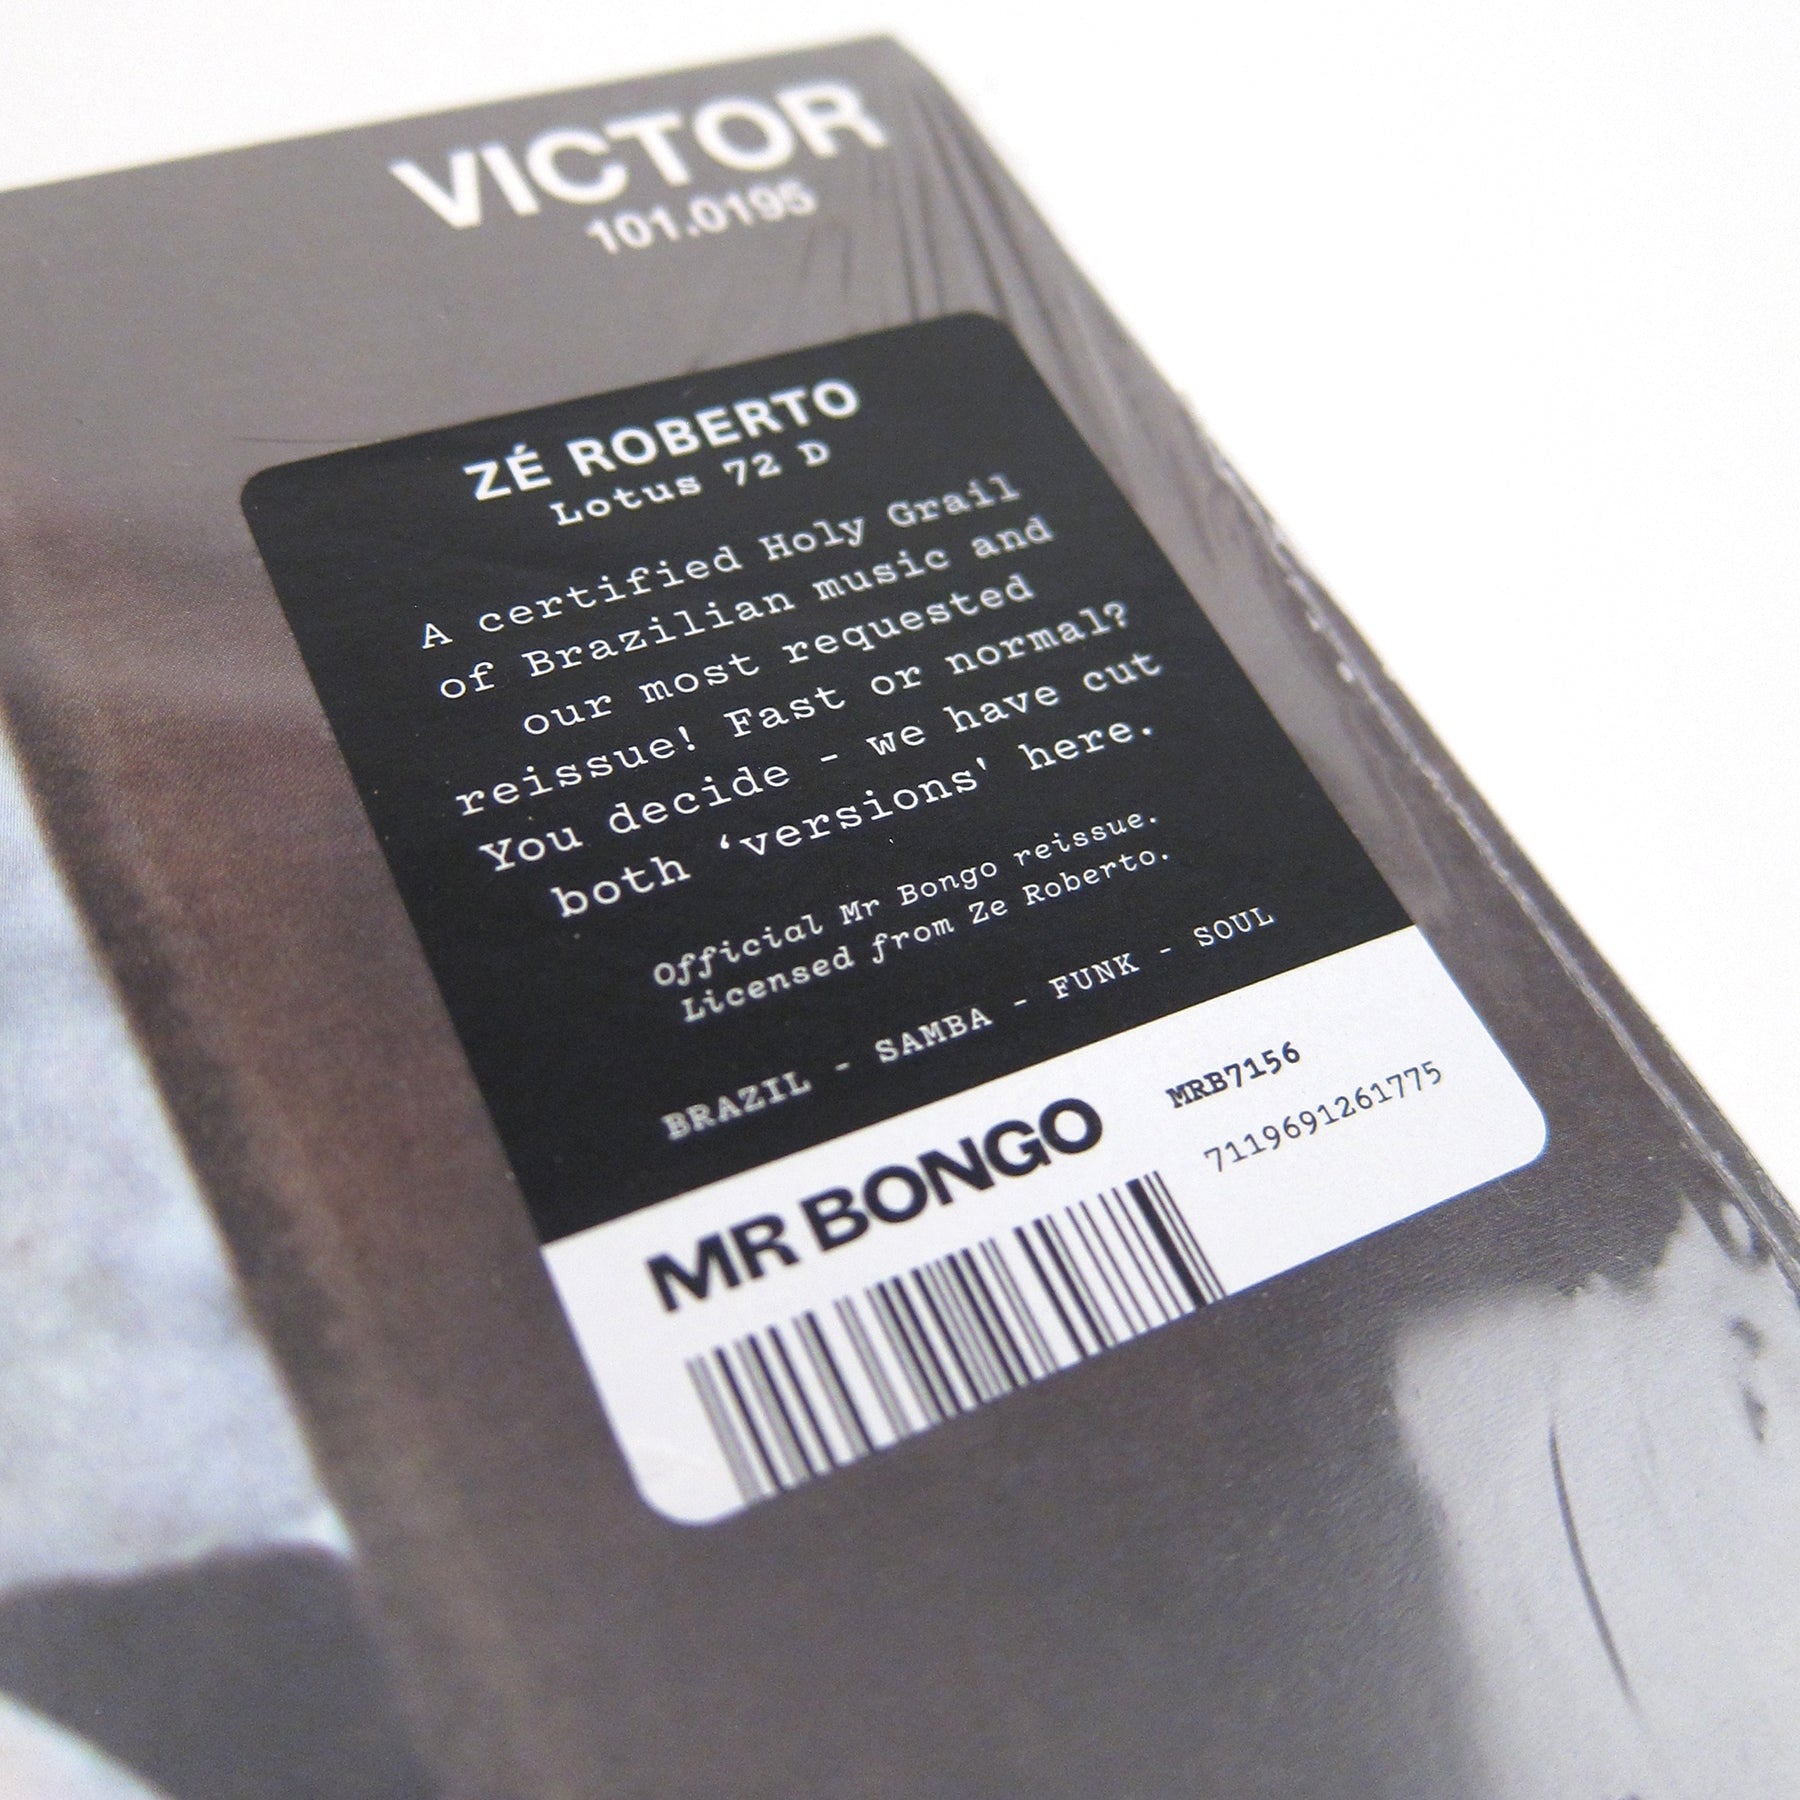 VICTOR
101.0195
ZÉ ROBERTO
Lotus 72 D
A certified Holy Grail
of Brazilian music and
our most requested
reissue! Fast or normal?
You decide - we have cut
both ‘versions' here.
Official Mr Bongo reissue.
Licensed from Ze Roberto.
BRAZIL - SAMBA - FUNK - SOUL
MR BONGO
MRB7156
7119691261775